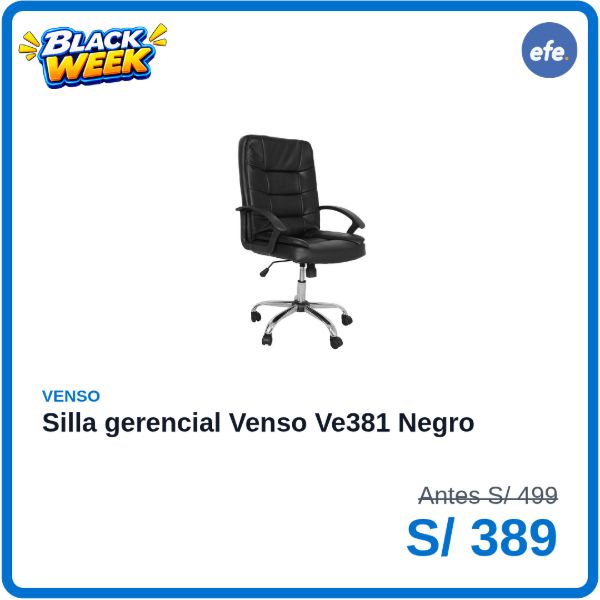 BLACK
WEEK
efe.
VENSO
Silla gerencial Venso Ve381 Negro
Antes S/ 499
S/ 389